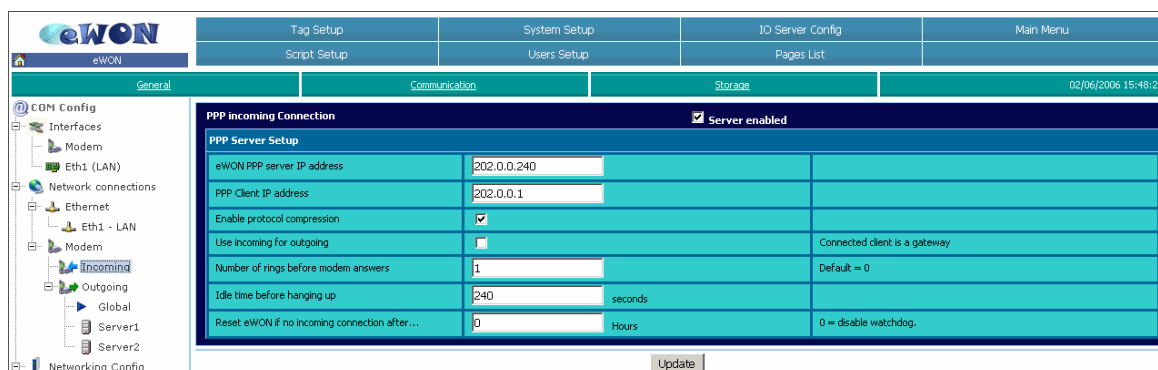 eWON
eWON
Tag Setup
System Setup
IO Server Config
Main Menu
Script Setup
Users Setup
Pages List
General
Communication
Storage
02/06/2006 15:48:2
COM Config
Interfaces
Modem
Eth1 (LAN)
Network connections
Ethernet
Eth1 - LAN
Modem
Incoming
Outgoing
Global
Server1
Server2
Networking Config
PPP incoming Connection
Server enabled
PPP Server Setup
eWON PPP server IP address
202.0.0.240
PPP Client IP address
202.0.0.1
Enable protocol compression
Use incoming for outgoing
Connected client is a gateway
Number of rings before modem answers
1
Default = 0
Idle time before hanging up
240
seconds
Reset eWON if no incoming connection after...
0
Hours
0 = disable watchdog.
Update